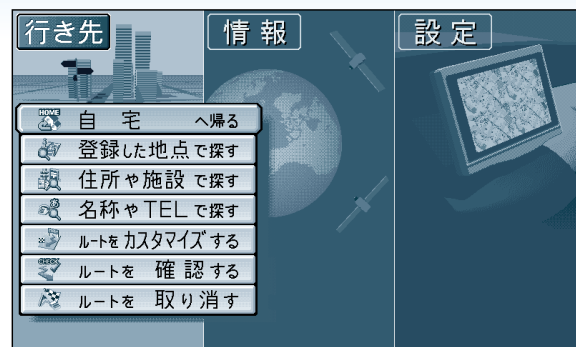 行き先
情報
設定
HOME 自宅へ帰る
登録した地点で探す
住所や施設で探す
名称やTELで探す
ルートをカスタマイズする
CHECK ルートを確認する
ルートを取り消す